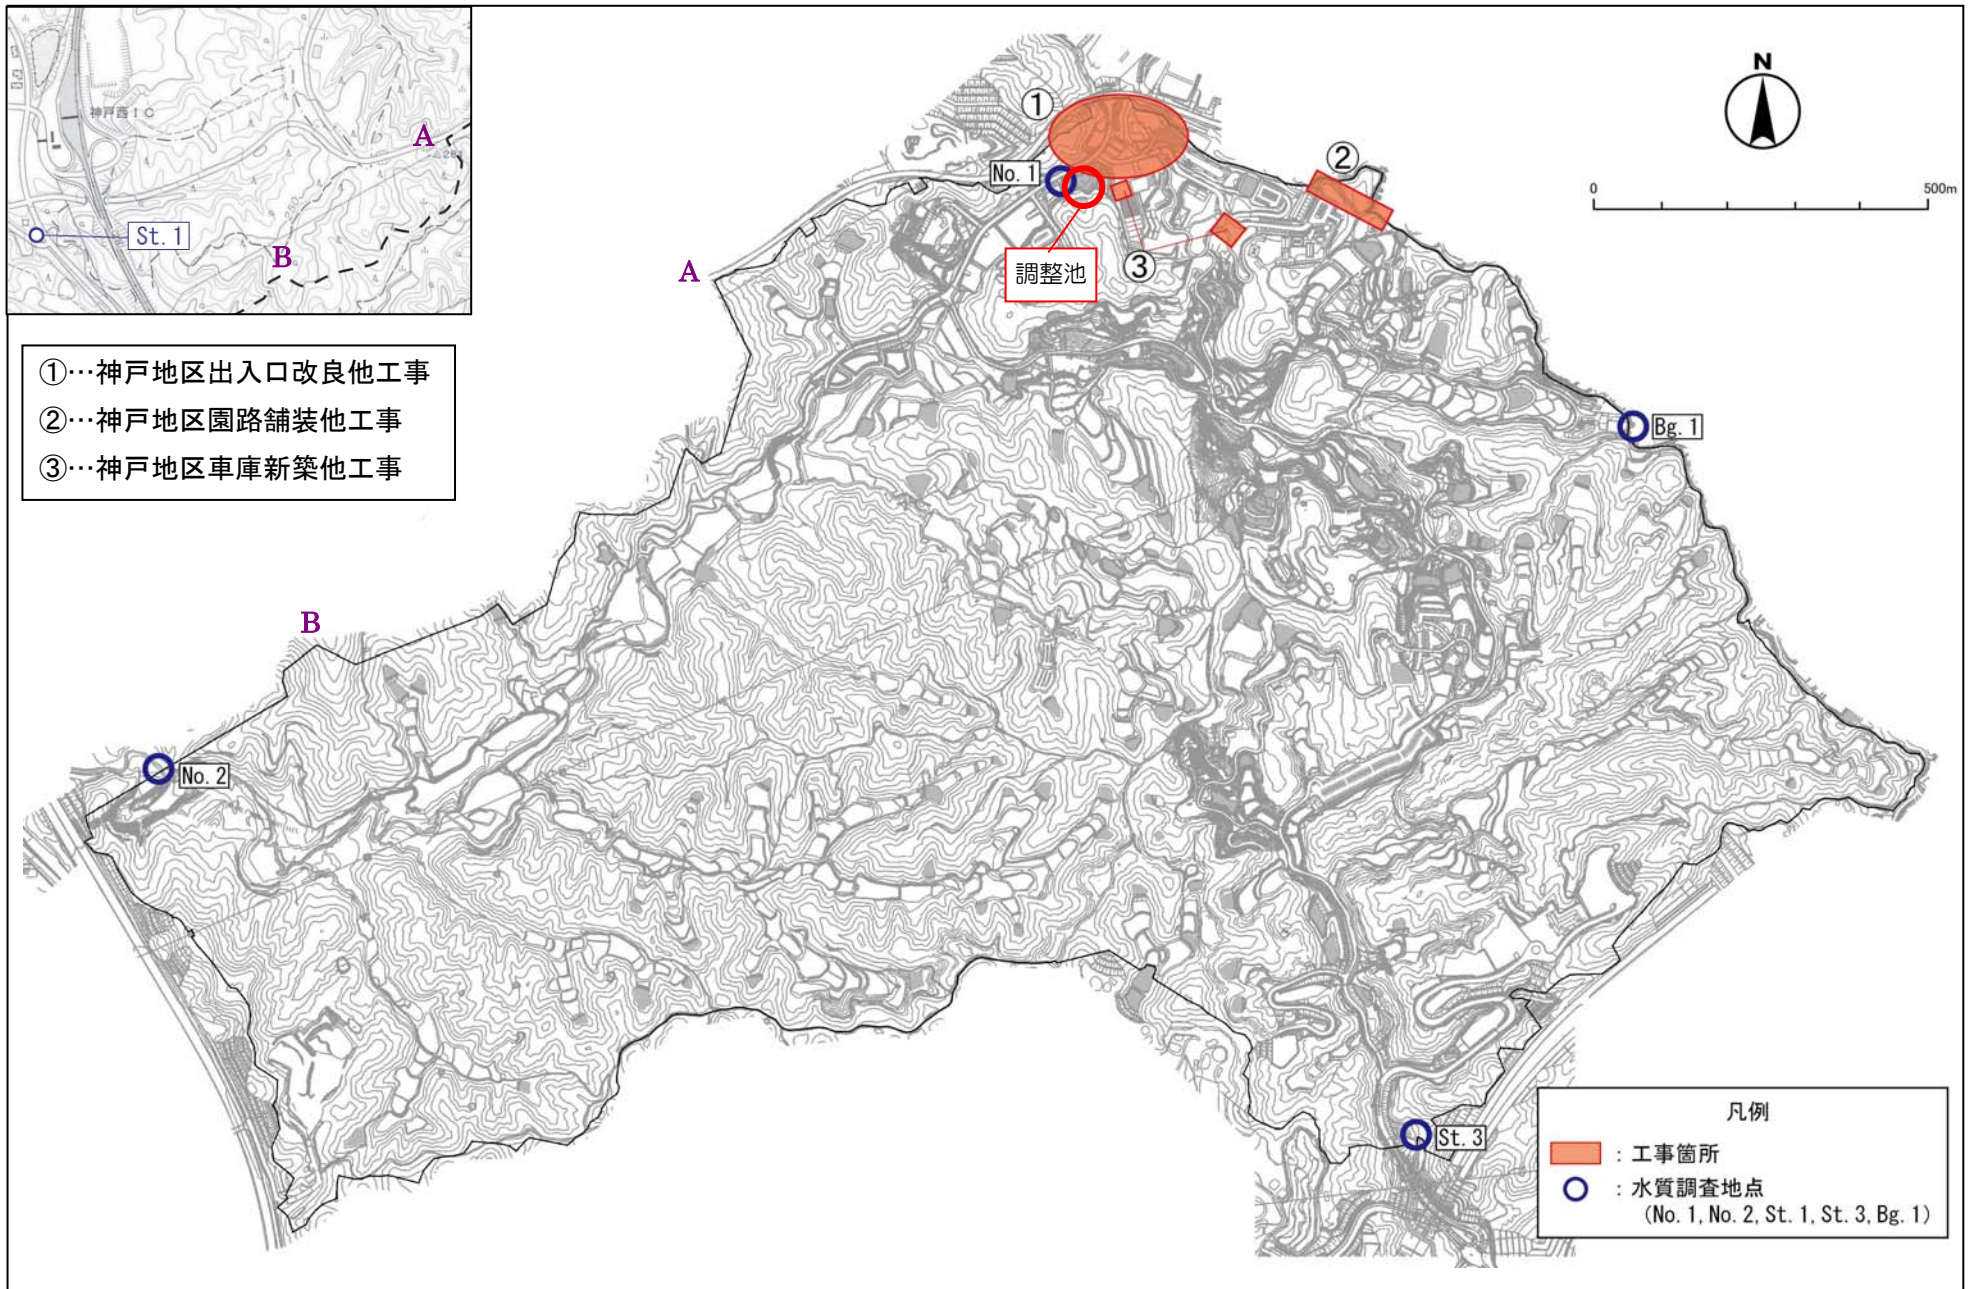 神戸西IC
A
281
250
St. 1
B
①…神戸地区出入口改良他工事
②…神戸地区園路舗装他工事
③…神戸地区車庫新築他工事
N
0
500m
①
②
No. 1
③
調整池
A
Bg. 1
B
No. 2
St. 3
凡例
：工事箇所
：水質調査地点
（No. 1, No. 2, St. 1, St. 3, Bg. 1）